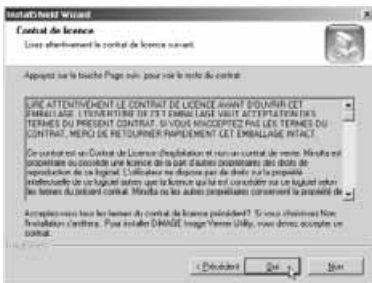 InstallShield Wizard
Contrat de licence
Lisez attentivement le contrat de licence suivant.
Appuyez sur la touche Page suiv. pour voir le reste du contrat.
LIRE ATTENTIVEMENT LE CONTRAT DE LICENCE AVANT D'OUVRIR CET
EMBALLAGE. L'OUVERTURE DE CET EMBALLAGE VAUT ACCEPTATION DES
TERMES DU PRESENT CONTRAT. SI VOUS N'ACCEPTEZ PAS LES TERMES DU
CONTRAT, MERCI DE RETOURNER RAPIDEMENT CET EMBALLAGE INTACT.
Ce contrat est un Contrat de Licence d'exploitation et non un contrat de vente. Minolta est
propriétaire ou possède une licence de la part d'autres propriétaires des droits de
reproduction de ce logiciel. L'utilisateur ne dispose pas de droits sur la propriété
intellectuelle de ce logiciel autres que la licence qui lui est concédée sur ce logiciel selon
les termes du présent contrat. Minolta ou les autres propriétaires conservent la propriété de
Acceptez-vous tous les termes du contrat de licence précédent? Si vous choisissez Non,
l'installation s'arrêtera. Pour installer DiMAGE Image Viewer Utility, vous devez accepter ce
contrat.
InstallShield
< Précédent
Oui
Non